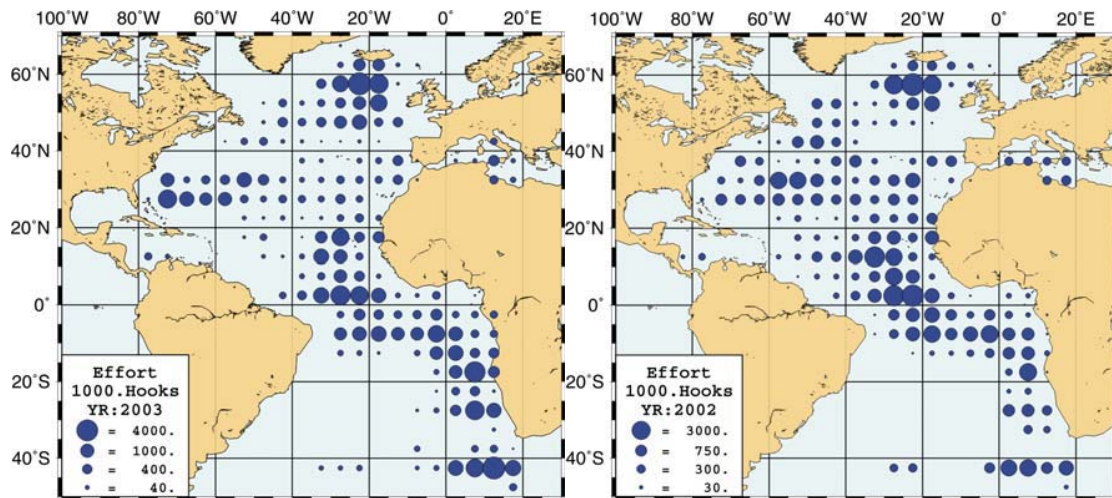 100°W 80°W 60°W 40°W 20°W 0° 20°E
60°N
40°N
20°N
0°
20°S
40°S
Effort
1000.Hooks
YR:2003
= 4000.
= 1000.
= 400.
= 40.
100°W 80°W 60°W 40°W 20°W 0° 20°E
60°N
40°N
20°N
0°
20°S
40°S
Effort
1000.Hooks
YR:2002
= 3000.
= 750.
= 300.
= 30.